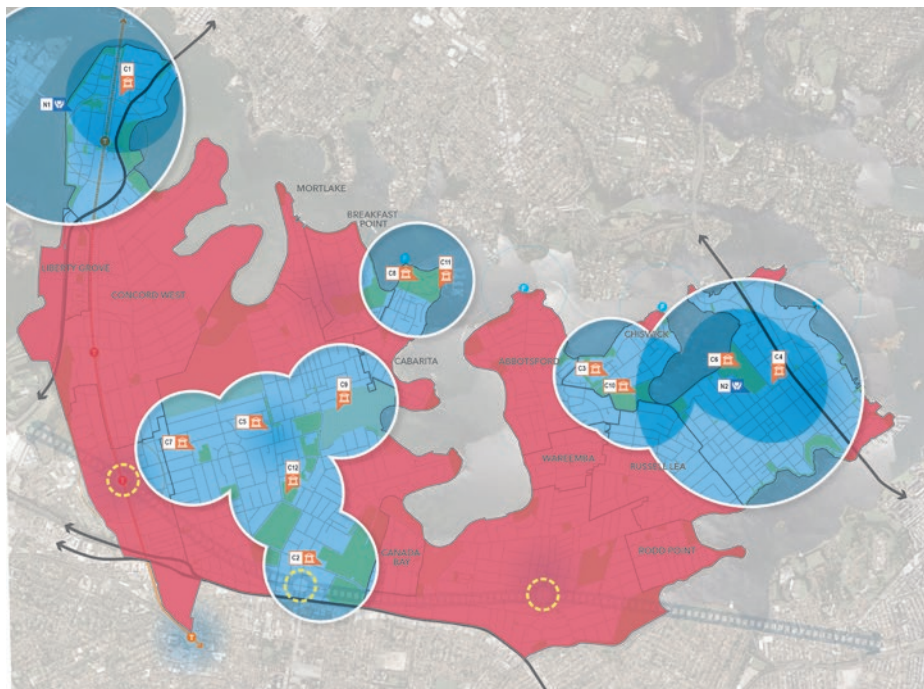 C1
N1
MORTLAKE
BREAKFAST
POINT
C8
C11
LIBERTY GROVE
CONCORD WEST
CABARITA
ABBOTSFORD
CHISWICK
C3
C10
C6
C4
N2
C9
C5
C7
C12
WAREEMBA
RUSSELL LEA
C2
CANADA
BAY
RODD POINT
T
T
T
T
F
F